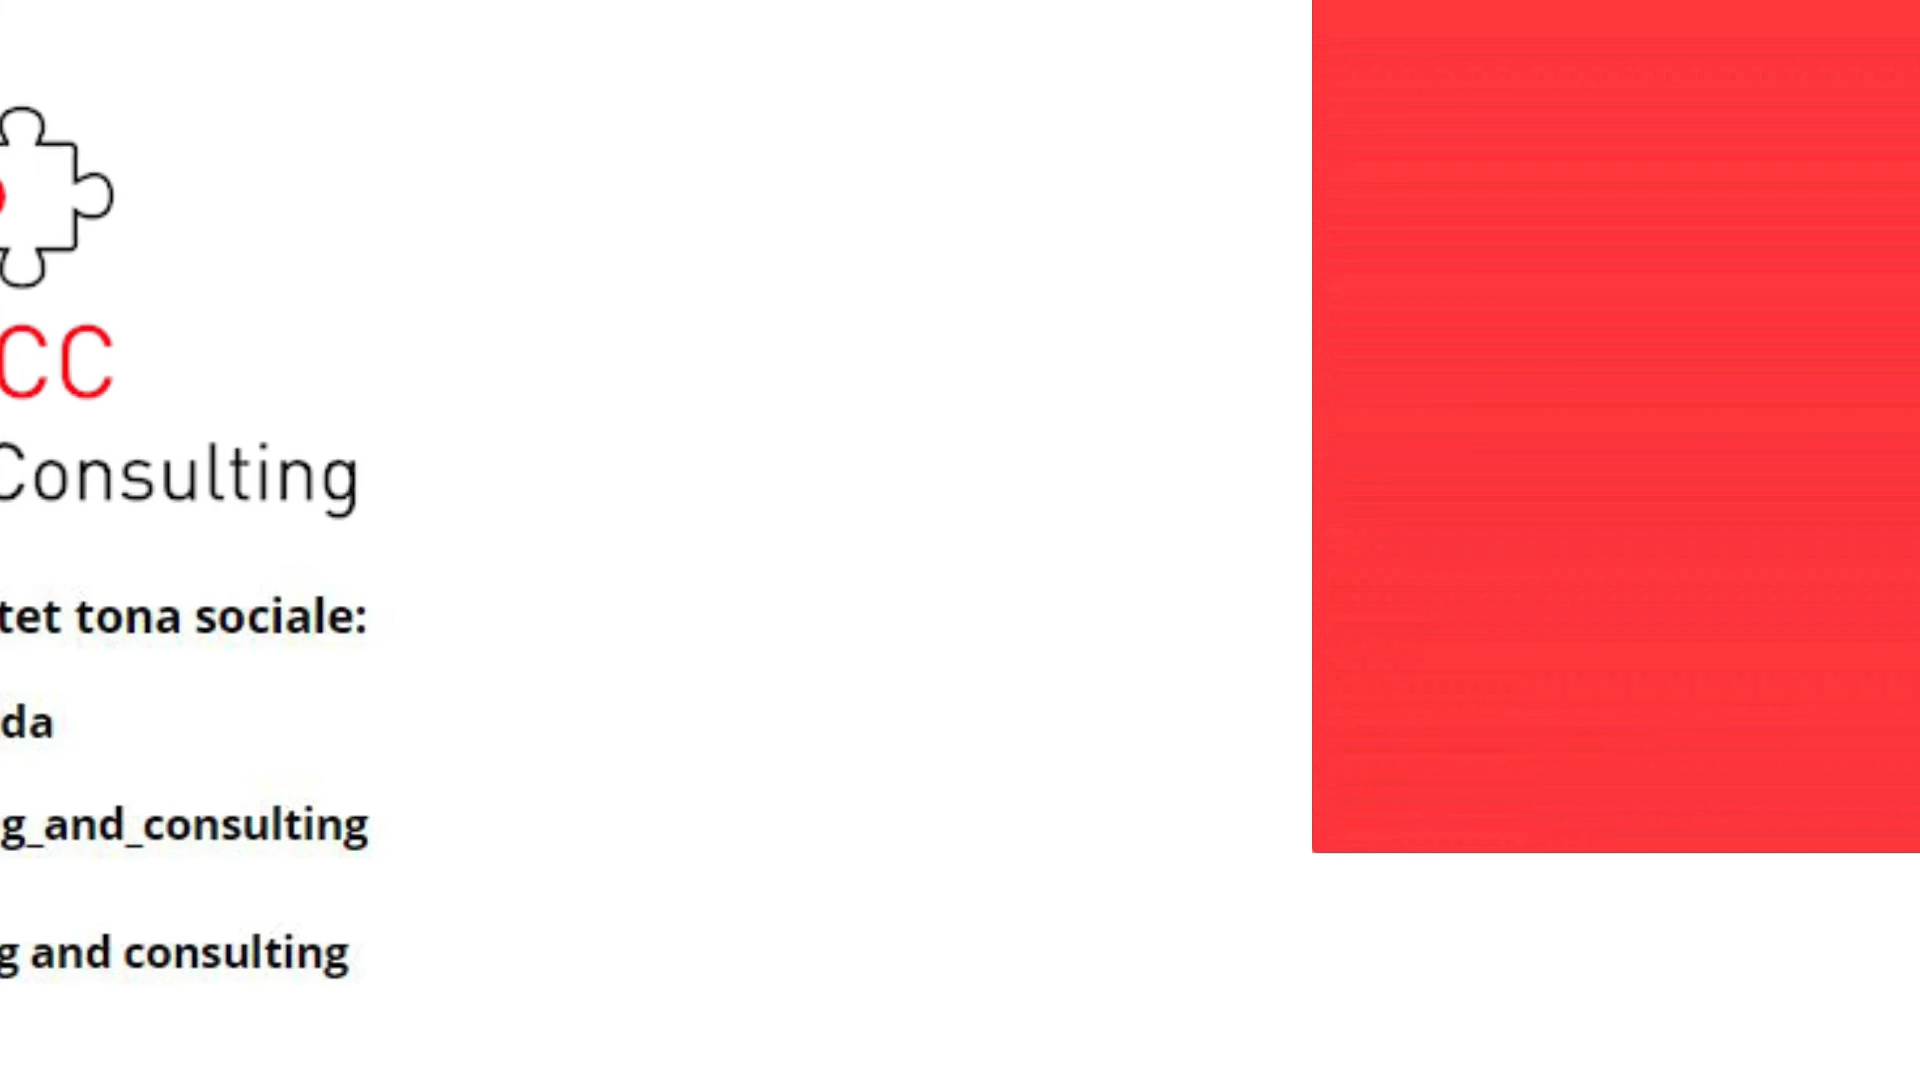 CC
Consulting
tet tona sociale:
da
g_and_consulting
g and consulting